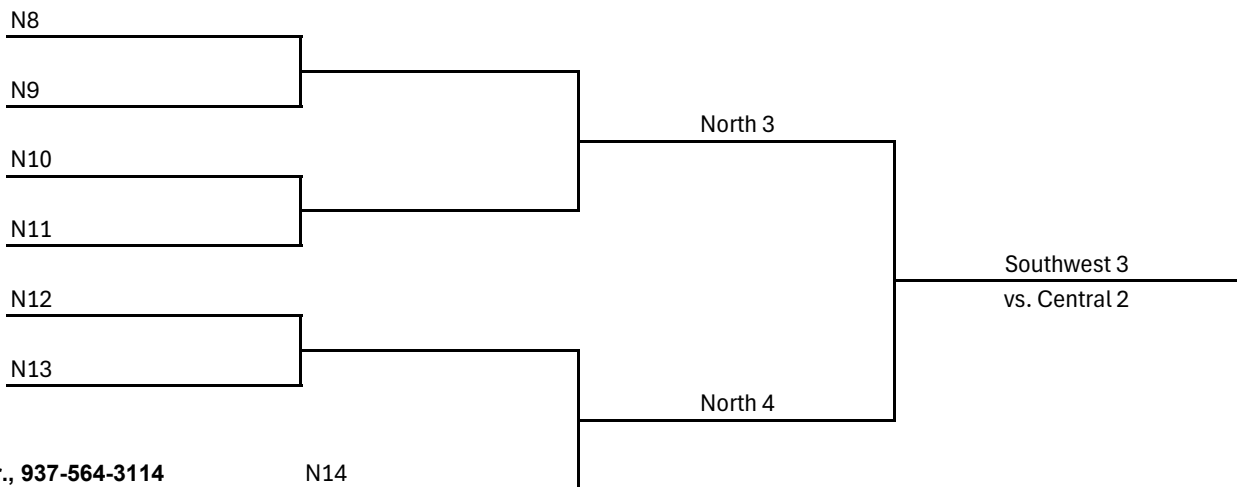 N8
N9
North 3
N10
N11
Southwest 3
N12
vs. Central 2
N13
North 4
r., 937-564-3114
N14